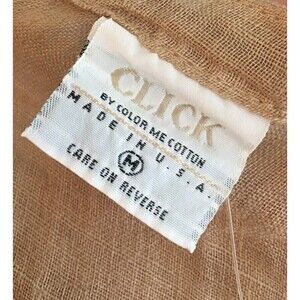 CLICK
BY COLOR ME COTTON
MADE IN U.S.A.
M
CARE ON REVERSE